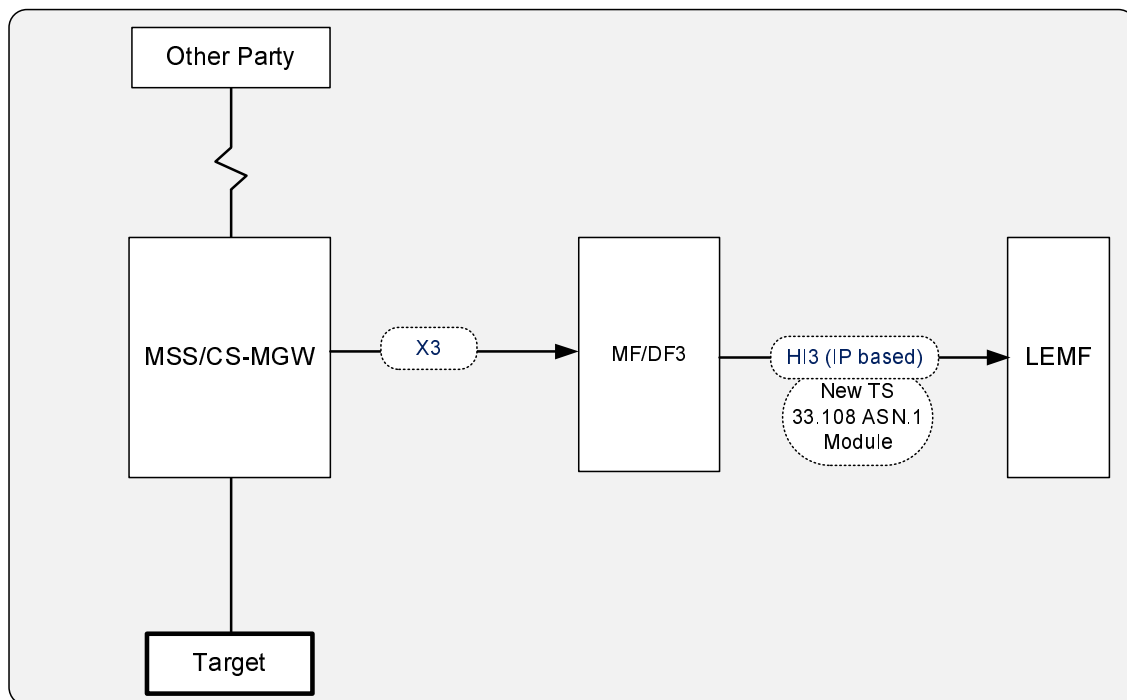 Other Party
MSS/CS-MGW
X3
MF/DF3
HI3 (IP based)
New TS
33.108 ASN.1
Module
LEMF
Target